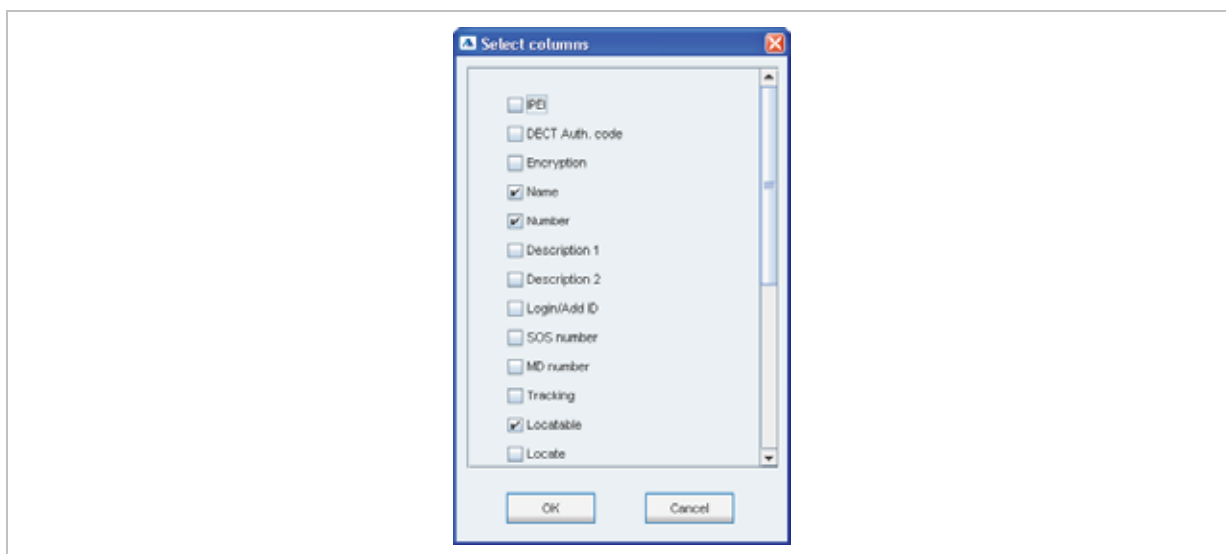 Select columns
IPEI
DECT Auth. code
Encryption
Name
Number
Description 1
Description 2
Login/Add ID
SOS number
MD number
Tracking
Locatable
Locate
OK
Cancel